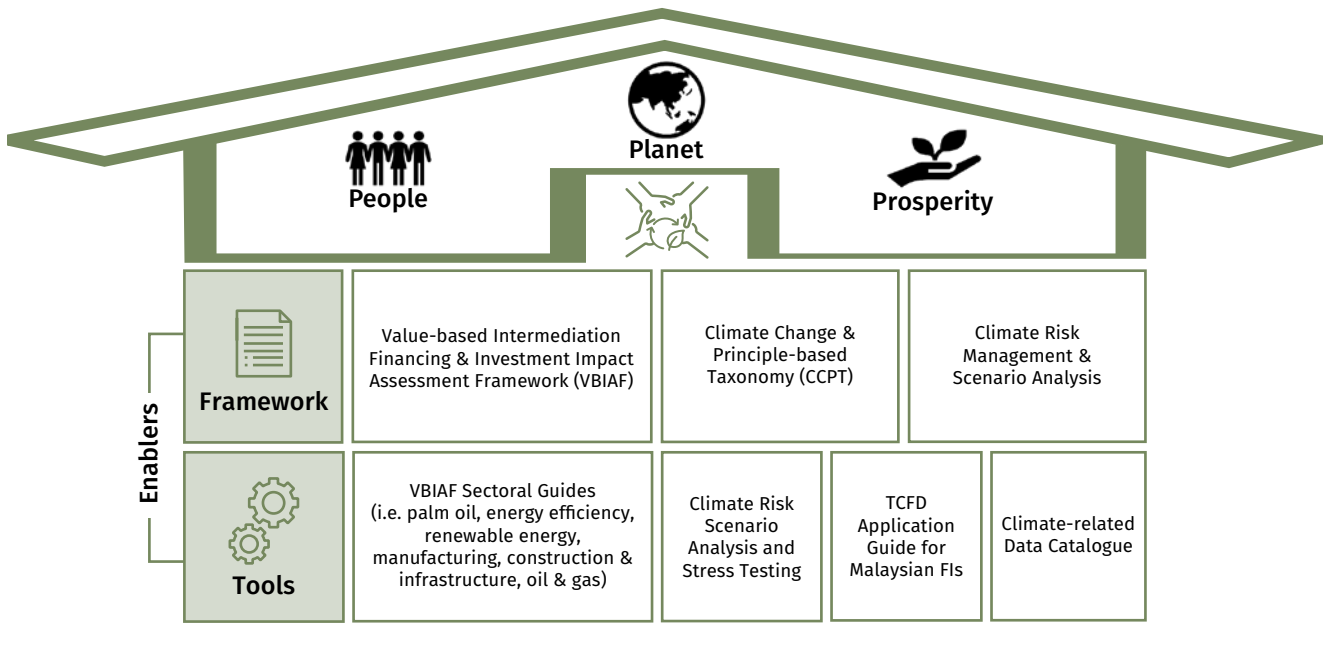 Planet
People
Prosperity
Enablers
Framework
Value-based Intermediation
Financing & Investment Impact
Assessment Framework (VBIAF)
Climate Change &
Principle-based
Taxonomy (CCPT)
Climate Risk
Management &
Scenario Analysis
Tools
VBIAF Sectoral Guides
(i.e. palm oil, energy efficiency,
renewable energy,
manufacturing, construction &
infrastructure, oil & gas)
Climate Risk
Scenario
Analysis and
Stress Testing
TCFD
Application
Guide for
Malaysian FIs
Climate-related
Data Catalogue